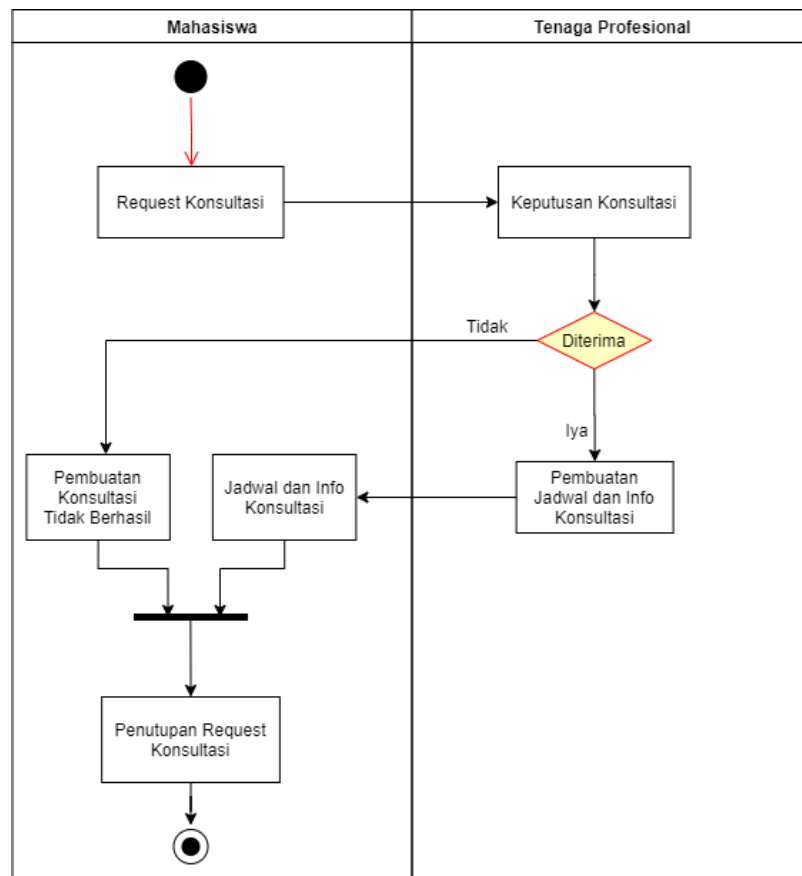 Mahasiswa
Tenaga Profesional
Request Konsultasi
Keputusan Konsultasi
Tidak
Diterima
Iya
Pembuatan
Konsultasi
Tidak Berhasil
Jadwal dan Info
Konsultasi
Pembuatan
Jadwal dan Info
Konsultasi
Penutupan Request
Konsultasi